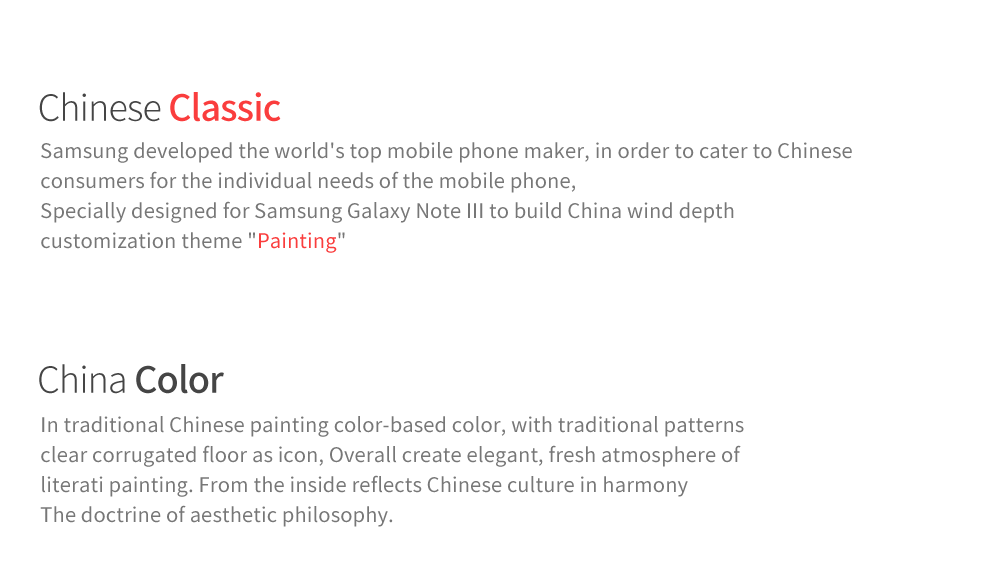 Chinese Classic
Samsung developed the world's top mobile phone maker, in order to cater to Chinese
consumers for the individual needs of the mobile phone,
Specially designed for Samsung Galaxy Note III to build China wind depth
customization theme "Painting"
China Color
In traditional Chinese painting color-based color, with traditional patterns
clear corrugated floor as icon, Overall create elegant, fresh atmosphere of
literati painting. From the inside reflects Chinese culture in harmony
The doctrine of aesthetic philosophy.